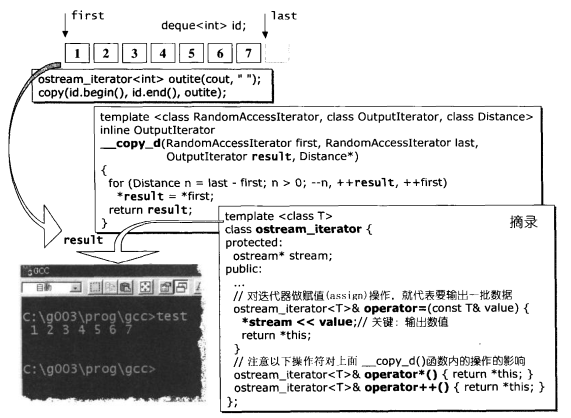 first
last
deque<int> id;
1 2 3 4 5 6 7
ostream_iterator<int> outite(cout, " ");
copy(id.begin(), id.end(), outite);
template <class RandomAccessIterator, class OutputIterator, class Distance>
inline OutputIterator
__copy_d(RandomAccessIterator first, RandomAccessIterator last,
OutputIterator result, Distance*)
{
for (Distance n = last - first; n > 0; --n, ++result, ++first)
*result = *first;
return result;
}
result
摘录
template <class T>
class ostream_iterator {
protected:
ostream* stream;
public:
...
// 对迭代器做赋值(assign)操作，就代表要输出一批数据
ostream_iterator<T>& operator=(const T& value) {
*stream << value;// 关键：输出数值
return *this;
}
// 注意以下操作符对上面 __copy_d()函数内的操作的影响
ostream_iterator<T>& operator*() { return *this; }
ostream_iterator<T>& operator++() { return *this; }
};
GCC
自動
C:\g003\prog\gcc>test
1 2 3 4 5 6 7
C:\g003\prog\gcc>